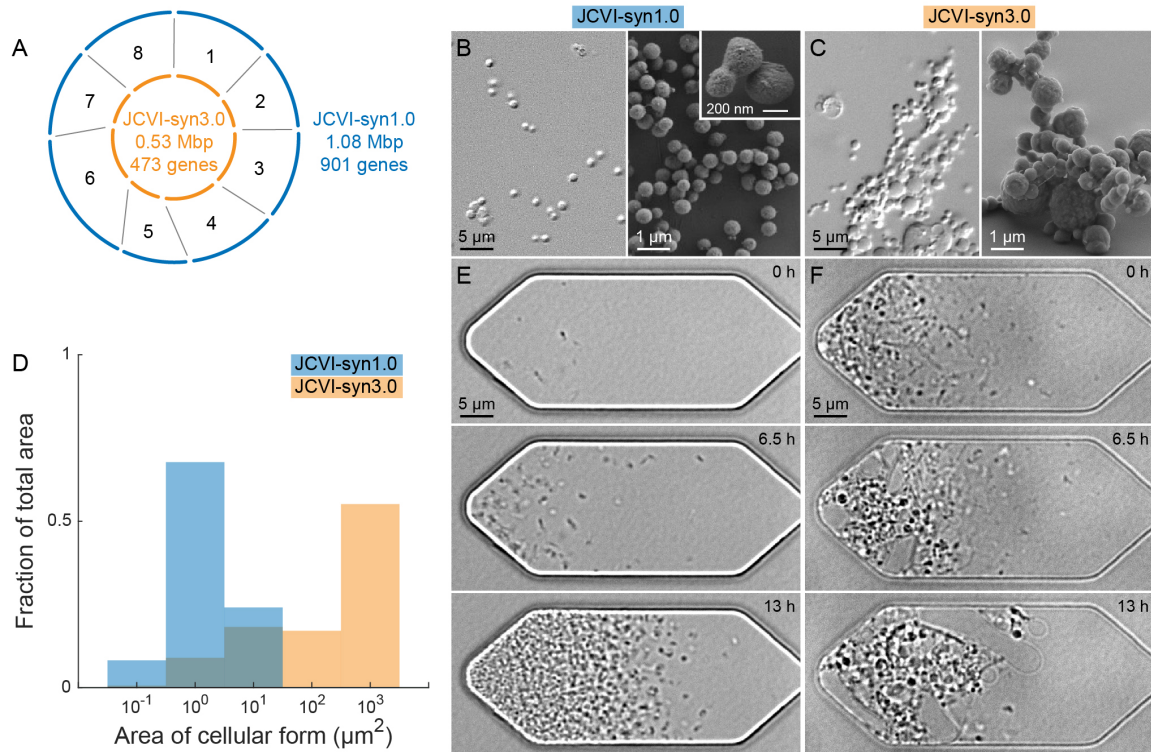 JCVI-syn1.0
JCVI-syn3.0
A
8
1
7
2
6
3
5
4
JCVI-syn3.0
0.53 Mbp
473 genes
JCVI-syn1.0
1.08 Mbp
901 genes
B
5 µm
1 µm
200 nm
C
5 µm
1 µm
D
JCVI-syn1.0
JCVI-syn3.0
Fraction of total area
1
0.5
0
10⁻¹
10⁰
10¹
10²
10³
Area of cellular form (µm²)
E
0 h
5 µm
6.5 h
13 h
F
0 h
5 µm
6.5 h
13 h